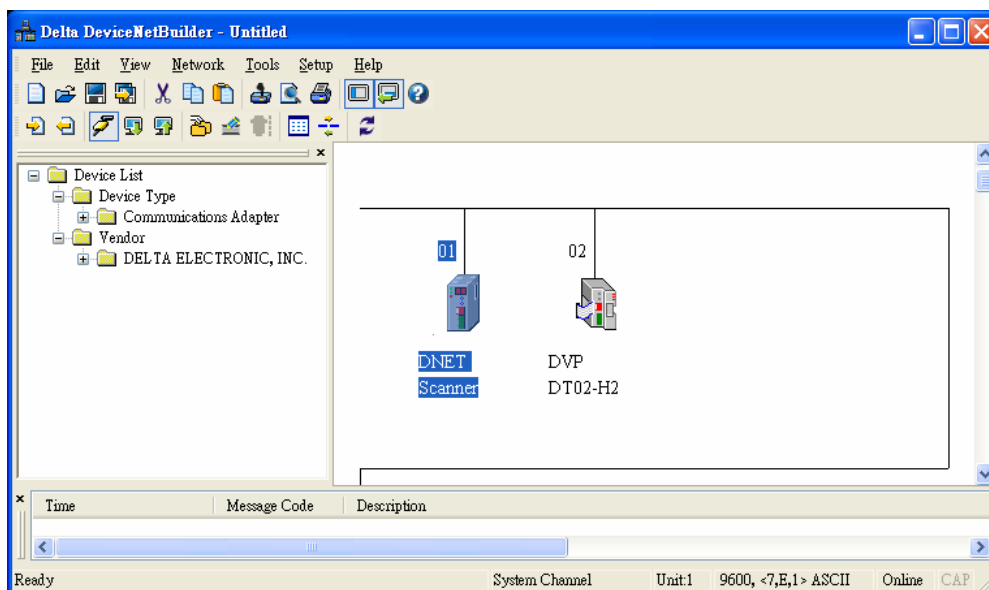 Delta DeviceNetBuilder - Untitled
File Edit View Network Tools Setup Help
Device List
Device Type
Communications Adapter
Vendor
DELTA ELECTRONIC, INC.
01 02
DNET DVP
Scanner DT02-H2
Time Message Code Description
Ready System Channel Unit:1 9600, <7,E,1> ASCII Online CAP